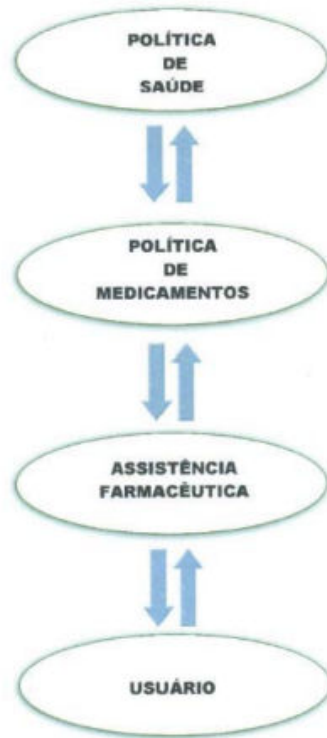 POLÍTICA
DE
SAÚDE
POLÍTICA
DE
MEDICAMENTOS
ASSISTÊNCIA
FARMACÊUTICA
USUÁRIO